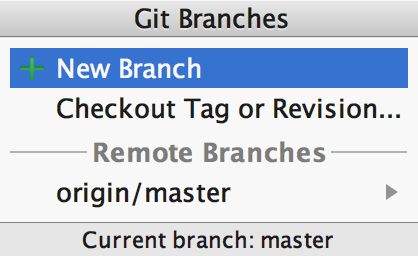 Git Branches
New Branch
Checkout Tag or Revision...
Remote Branches
origin/master
Current branch: master